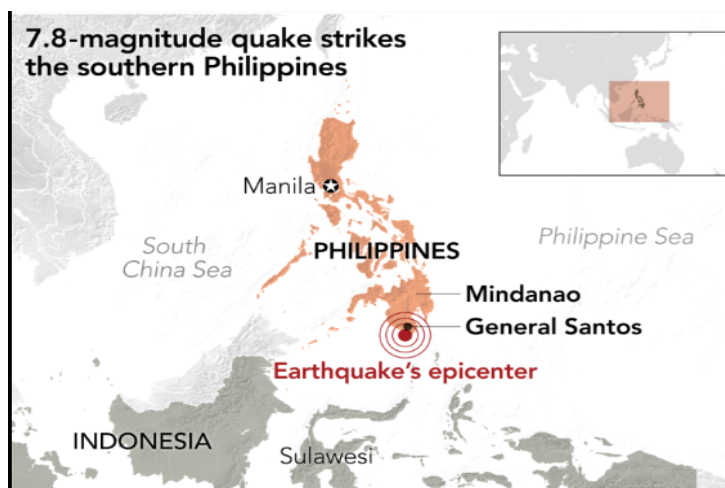 7.8-magnitude quake strikes
the southern Philippines
Manila
South
China Sea
PHILIPPINES
Philippine Sea
Mindanao
General Santos
Earthquake's epicenter
INDONESIA
Sulawesi